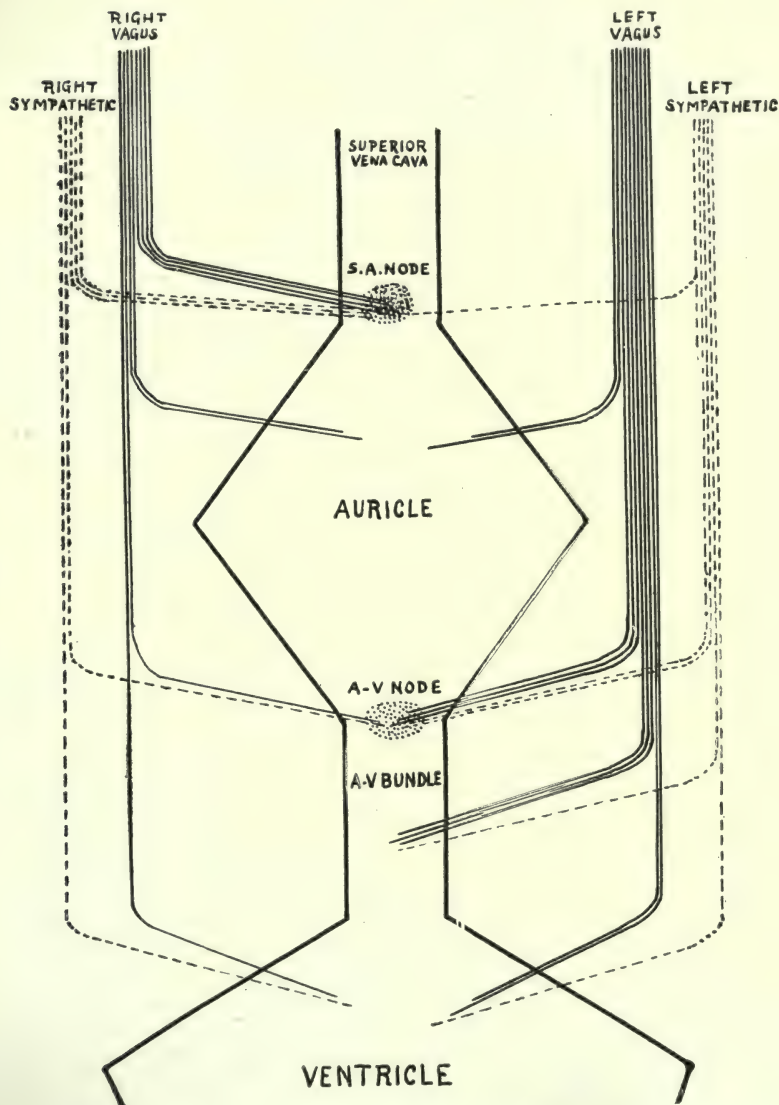 RIGHT
VAGUS
LEFT
VAGUS
RIGHT
SYMPATHETIC
LEFT
SYMPATHETIC
SUPERIOR
VENA CAVA
S.A. NODE
AURICLE
A-V NODE
A-V BUNDLE
VENTRICLE